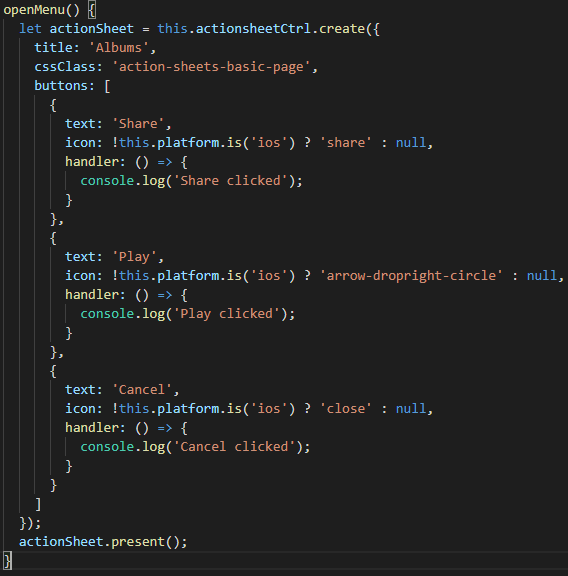 openMenu() {
  let actionSheet = this.actionsheetCtrl.create({
    title: 'Albums',
    cssClass: 'action-sheets-basic-page',
    buttons: [
      {
        text: 'Share',
        icon: !this.platform.is('ios') ? 'share' : null,
        handler: () => {
          console.log('Share clicked');
        }
      },
      {
        text: 'Play',
        icon: !this.platform.is('ios') ? 'arrow-dropright-circle' : null,
        handler: () => {
          console.log('Play clicked');
        }
      },
      {
        text: 'Cancel',
        icon: !this.platform.is('ios') ? 'close' : null,
        handler: () => {
          console.log('Cancel clicked');
        }
      }
    ]
  });
  actionSheet.present();
}